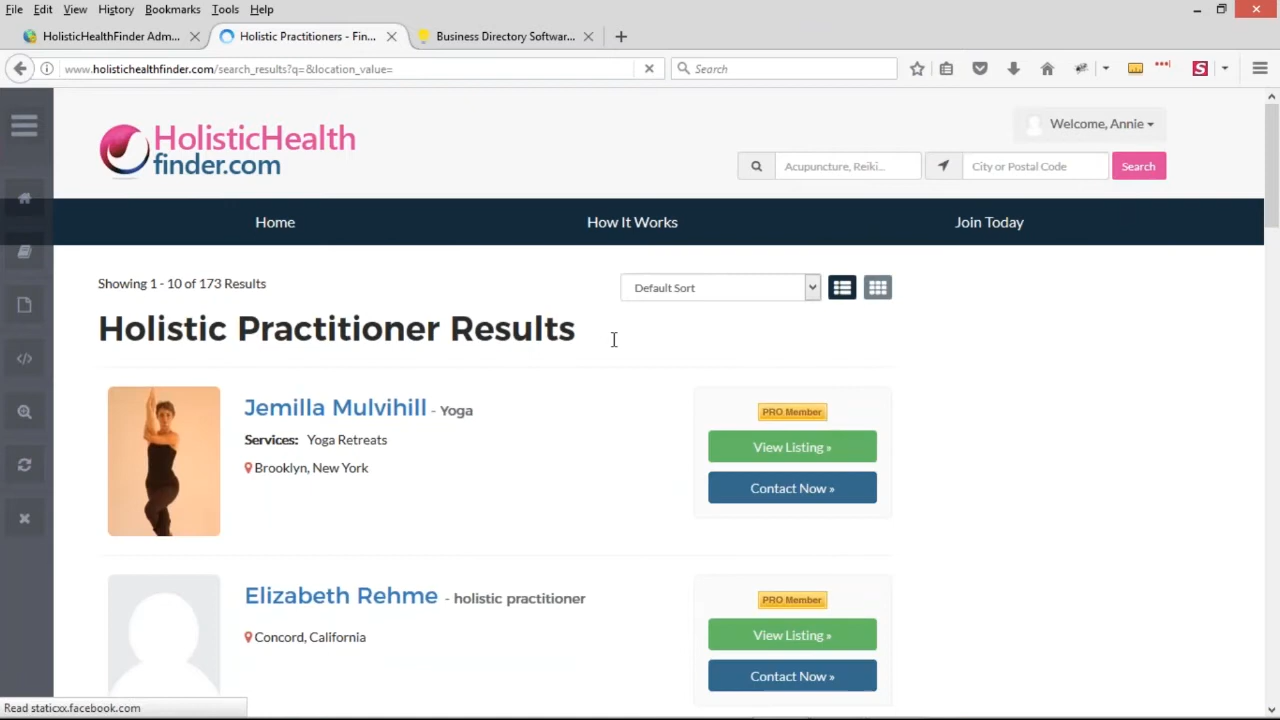 File Edit View History Bookmarks Tools Help
HolisticHealthFinder Adm... Holistic Practitioners - Fin... Business Directory Softwar...
www.holistichealthfinder.com/search_results?q=&location_value= Search
HolisticHealth
finder.com
Welcome, Annie
Acupuncture, Reiki... City or Postal Code Search
Home How It Works Join Today
Showing 1 - 10 of 173 Results
Default Sort
Holistic Practitioner Results
Jemilla Mulvihill - Yoga
Services: Yoga Retreats
Brooklyn, New York
PRO Member
View Listing »
Contact Now »
Elizabeth Rehme - holistic practitioner
Concord, California
PRO Member
View Listing »
Contact Now »
Read staticxx.facebook.com